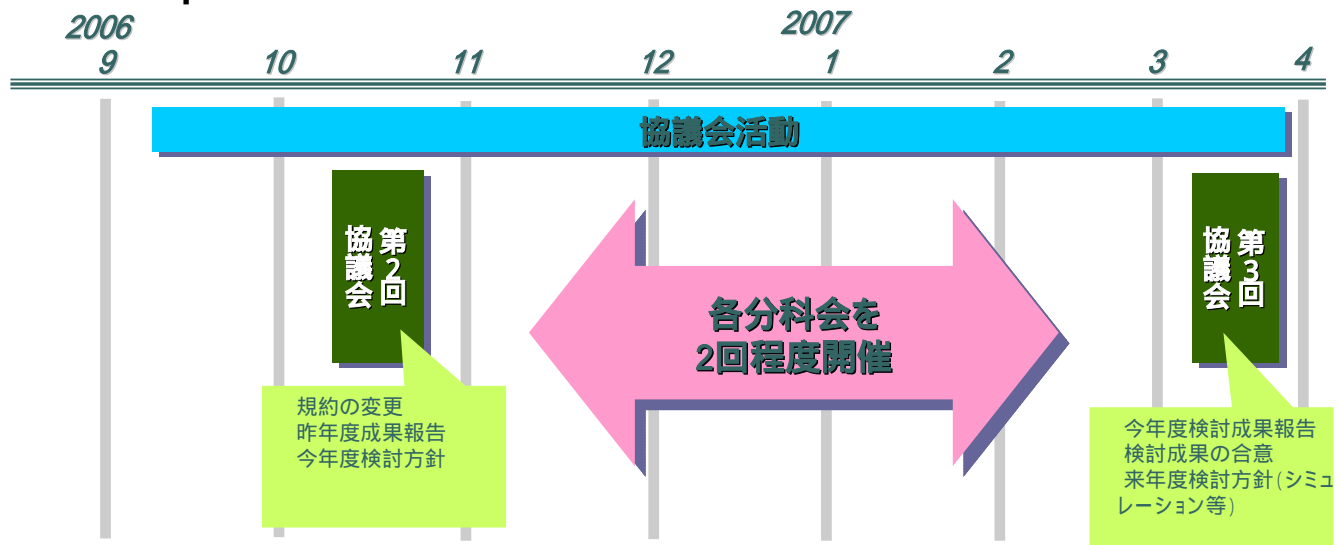 2006
2007
9
10
11
12
1
2
3
4
協議会活動
第2回
協議会
各分科会を
2回程度開催
第3回
協議会
規約の変更
昨年度成果報告
今年度検討方針
今年度検討成果報告
検討成果の合意
来年度検討方針(シミュ
レーション等)